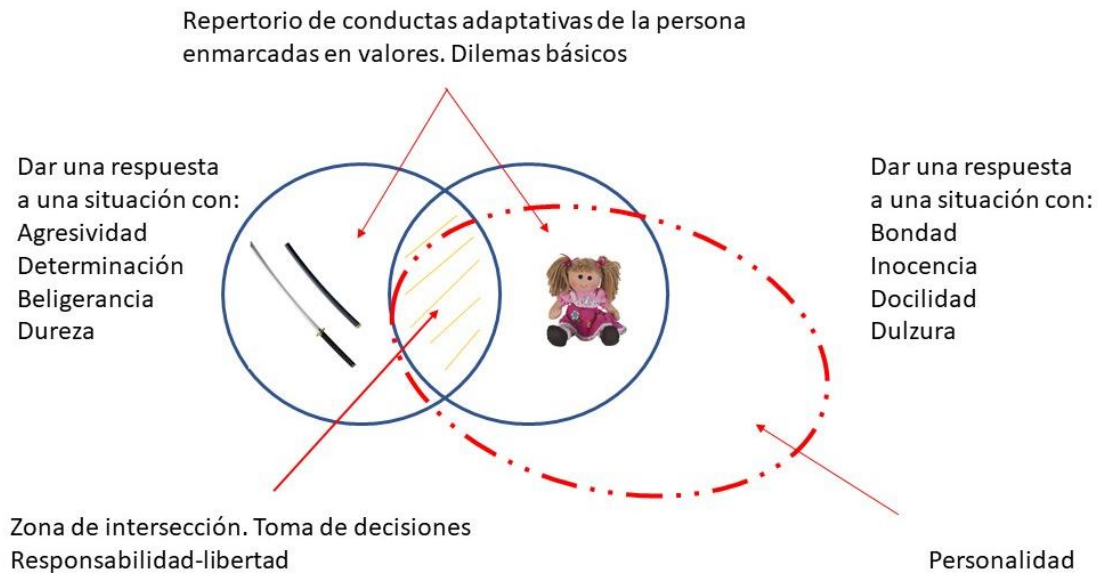 Repertorio de conductas adaptativas de la persona
enmarcadas en valores. Dilemas básicos
Dar una respuesta
a una situación con:
Agresividad
Determinación
Beligerancia
Dureza
Dar una respuesta
a una situación con:
Bondad
Inocencia
Docilidad
Dulzura
Zona de intersección. Toma de decisiones
Responsabilidad-libertad
Personalidad